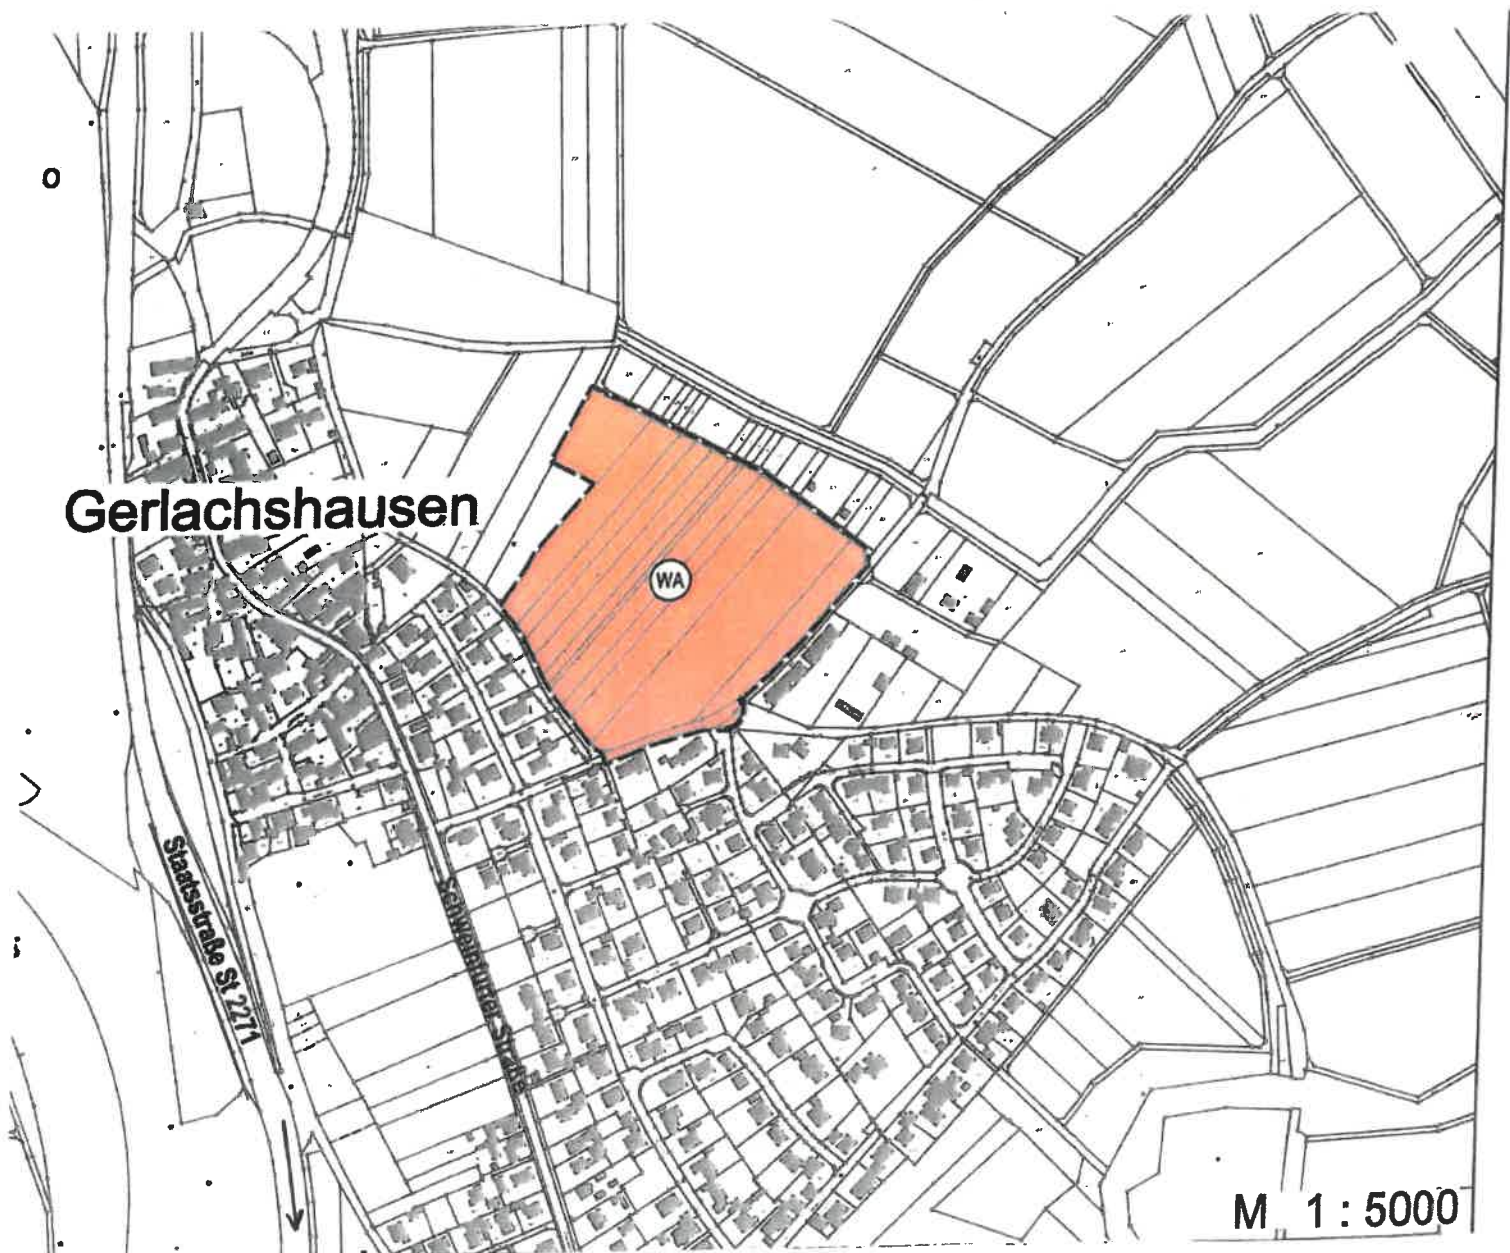 o
Gerlachshausen
WA
Staatsstraße St 2271
Schweinfurter Straße
M 1 : 5000